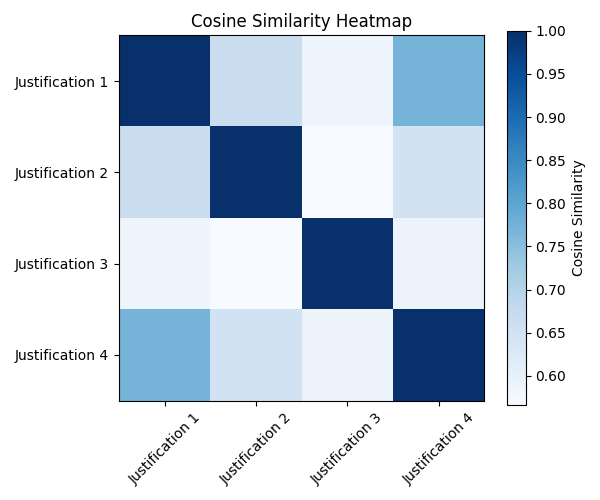 Cosine Similarity Heatmap
Justification 1
Justification 2
Justification 3
Justification 4
Justification 1
Justification 2
Justification 3
Justification 4
1.00
0.95
0.90
0.85
0.80
0.75
0.70
0.65
0.60
Cosine Similarity